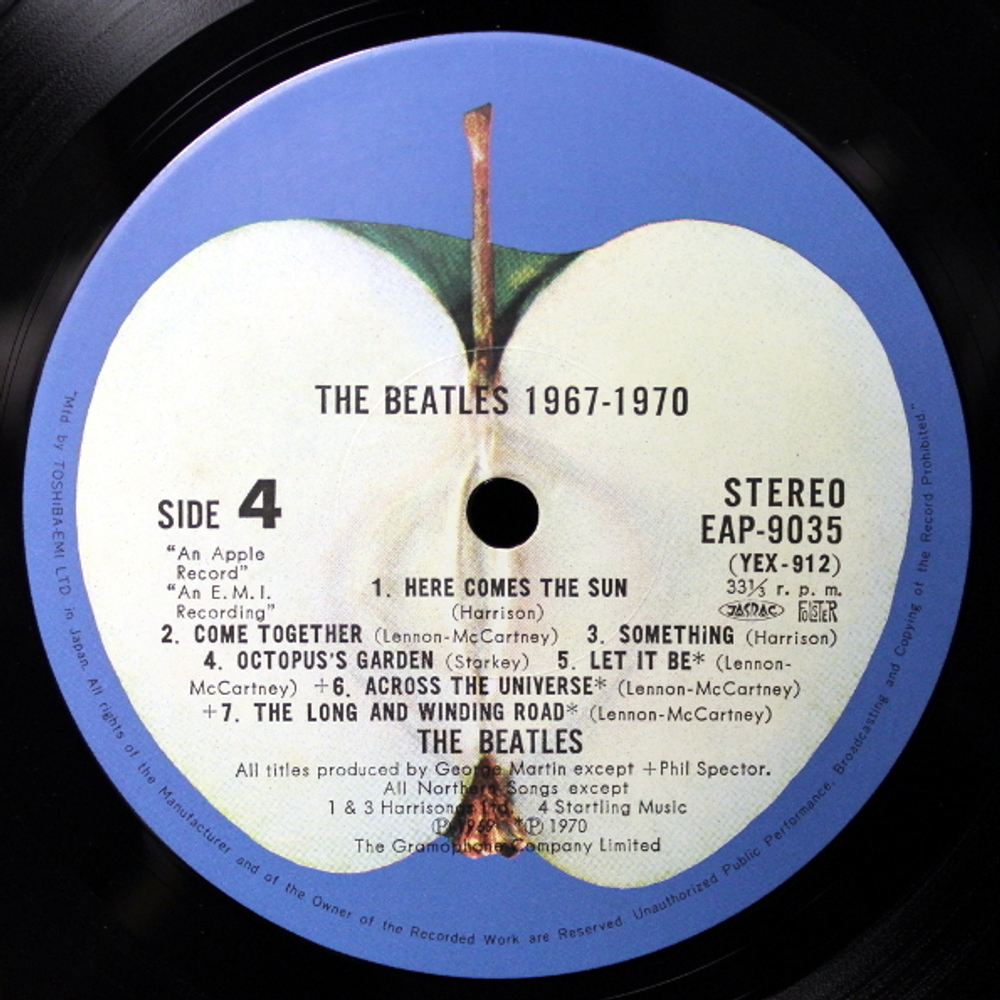 THE BEATLES 1967-1970
SIDE 4
STEREO
EAP-9035
(YEX-912)
33⅓ r. p. m.
JASRAC
"An Apple
Record"
"An E. M. I.
Recording"
1. HERE COMES THE SUN
(Harrison)
2. COME TOGETHER (Lennon-McCartney) 3. SOMETHiNG (Harrison)
4. OCTOPUS'S GARDEN (Starkey) 5. LET IT BE* (Lennon-
McCartney) +6. ACROSS THE UNIVERSE* (Lennon-McCartney)
+7. THE LONG AND WINDING ROAD* (Lennon-McCartney)
THE BEATLES
All titles produced by George Martin except +Phil Spector.
All Northern Songs except
1 & 3 Harrisongs Ltd. 4 Startling Music
Ⓟ 1969 *Ⓟ 1970
The Gramophone Company Limited
"Mfd. by TOSHIBA-EMI LTD. in Japan. All rights of the Manufacturer and of the Owner of the Recorded Work are Reserved. Unauthorized Public Performance, Broadcasting and Copying of the Record Prohibited."